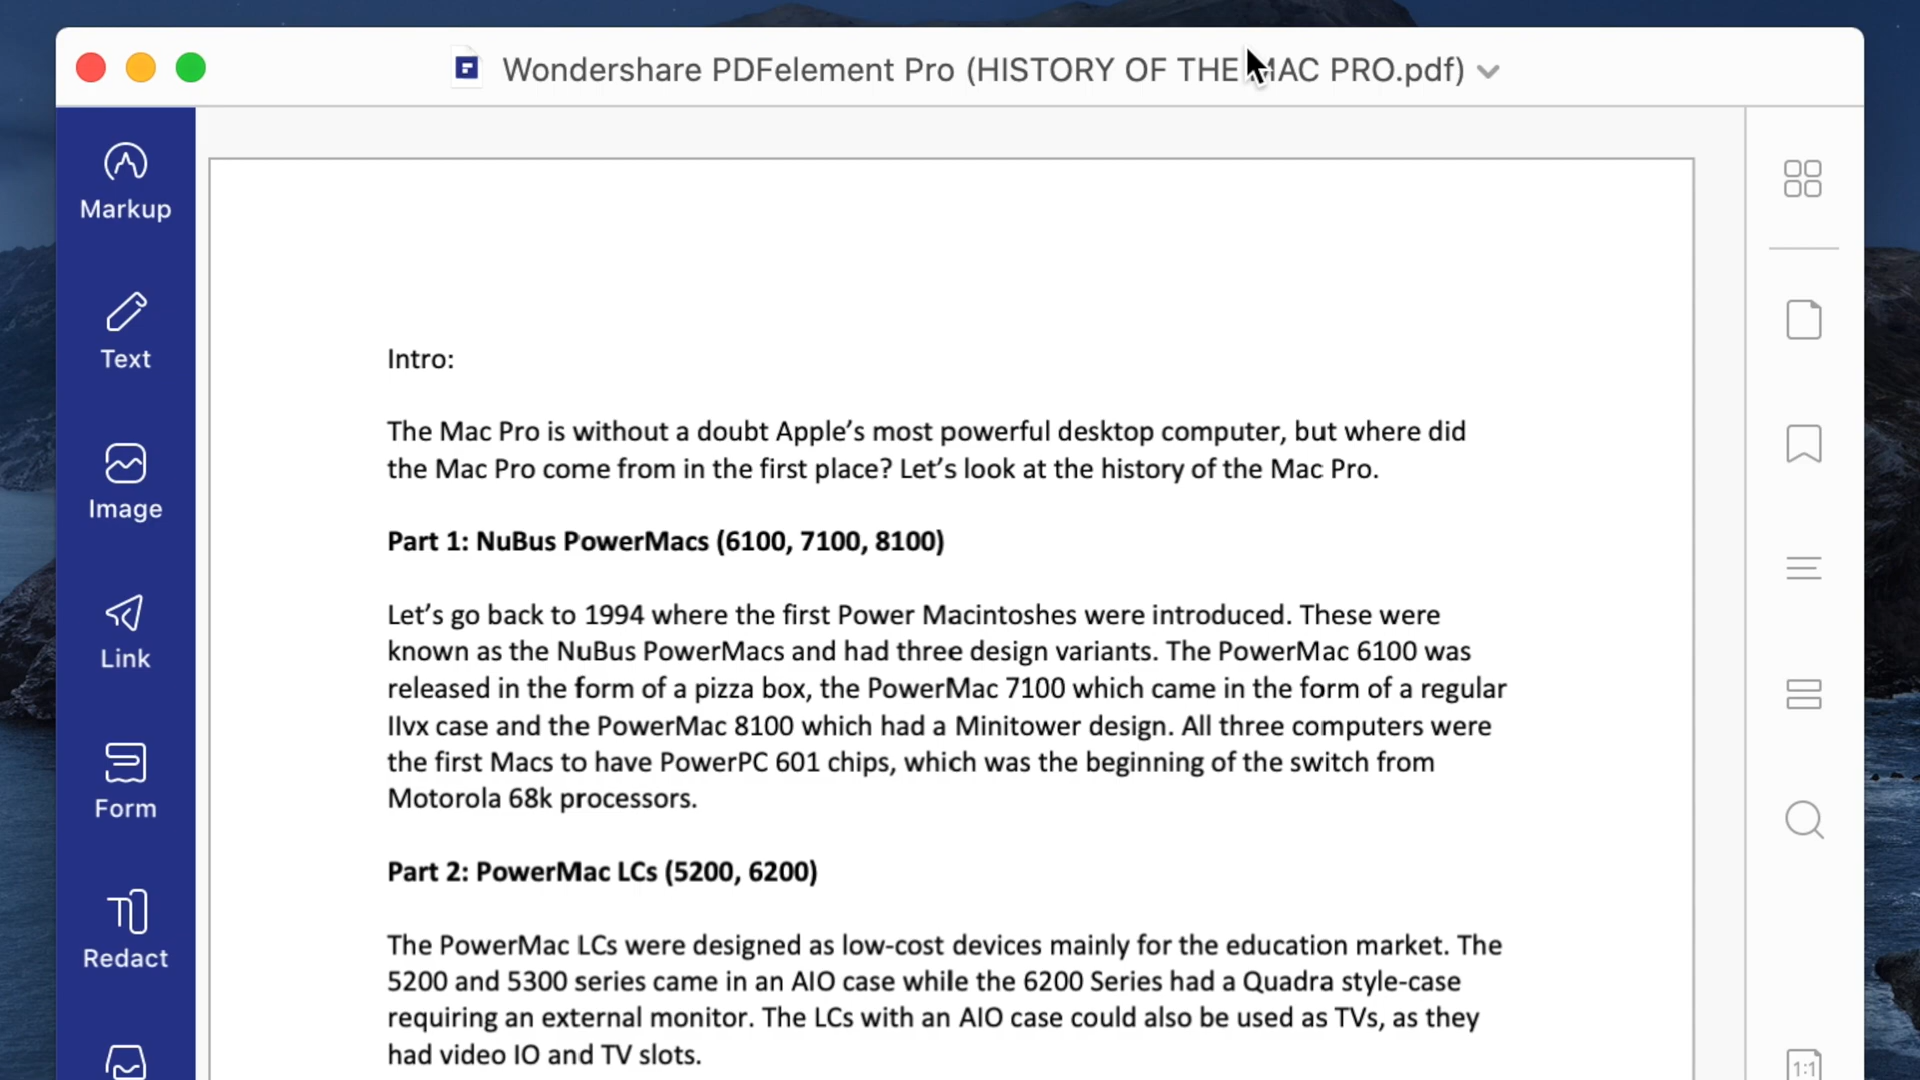 Wondershare PDFelement Pro (HISTORY OF THE MAC PRO.pdf)
Markup
Text
Image
Link
Form
Redact
Intro:
The Mac Pro is without a doubt Apple’s most powerful desktop computer, but where did
the Mac Pro come from in the first place? Let’s look at the history of the Mac Pro.
Part 1: NuBus PowerMacs (6100, 7100, 8100)
Let’s go back to 1994 where the first Power Macintoshes were introduced. These were
known as the NuBus PowerMacs and had three design variants. The PowerMac 6100 was
released in the form of a pizza box, the PowerMac 7100 which came in the form of a regular
IIvx case and the PowerMac 8100 which had a Minitower design. All three computers were
the first Macs to have PowerPC 601 chips, which was the beginning of the switch from
Motorola 68k processors.
Part 2: PowerMac LCs (5200, 6200)
The PowerMac LCs were designed as low-cost devices mainly for the education market. The
5200 and 5300 series came in an AIO case while the 6200 Series had a Quadra style-case
requiring an external monitor. The LCs with an AIO case could also be used as TVs, as they
had video IO and TV slots.
1:1